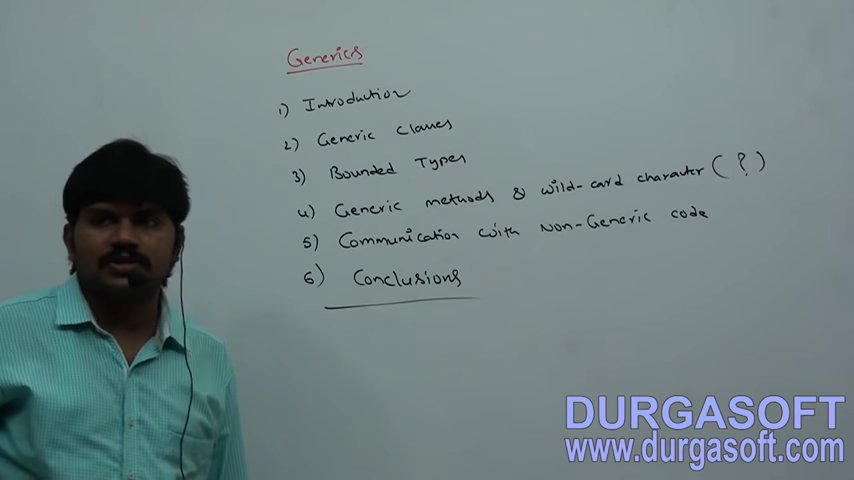 Generics
1) Introduction
2) Generic Classes
3) Bounded Types
4) Generic methods & wild-card character (?)
5) Communication with Non-Generic code
6) Conclusions
DURGASOFT
www.durgasoft.com